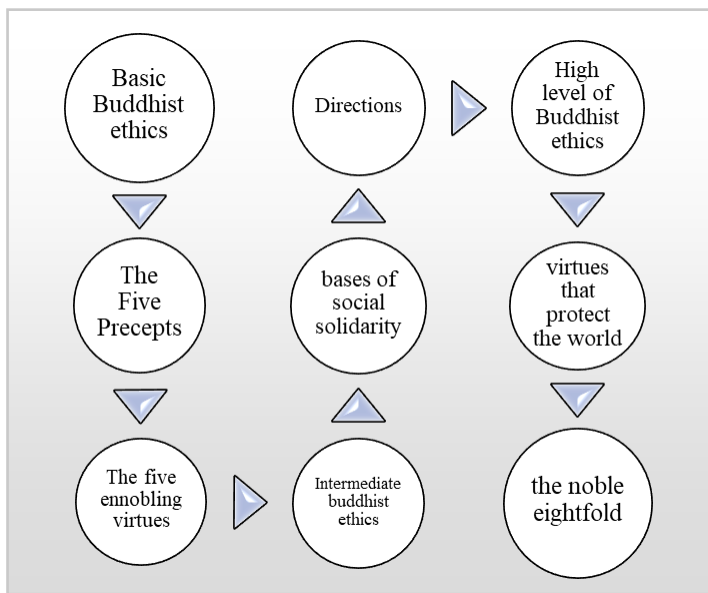 Basic
Buddhist
ethics
The
Five
Precepts
The five
ennobling
virtues
Intermediate
buddhist
ethics
bases of
social
solidarity
Directions
High
level of
Buddhist
ethics
virtues
that
protect
the world
the noble
eightfold